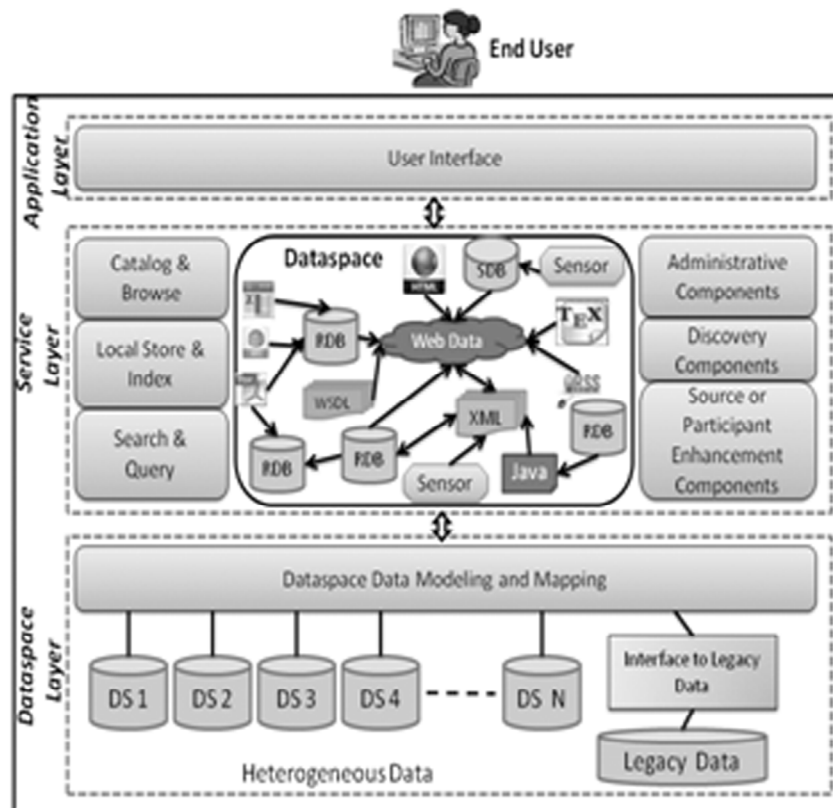 End User
Application
Layer
User Interface
Service
Layer
Catalog &
Browse
Local Store &
Index
Search &
Query
Dataspace
HTML
SDB
Sensor
RDB
Web Data
TEX
WSDL
XML
RDB
RDB
RDB
Sensor
Java
Administrative
Components
Discovery
Components
Source or
Participant
Enhancement
Components
Dataspace
Layer
Dataspace Data Modeling and Mapping
DS 1
DS 2
DS 3
DS 4
DS N
Interface to Legacy
Data
Legacy Data
Heterogeneous Data